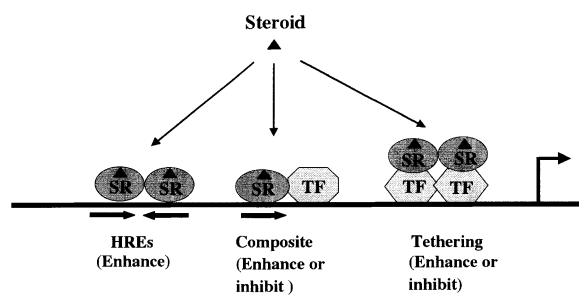 Steroid
SR SR SR TF SR SR
TF TF
HREs
(Enhance)
Composite
(Enhance or
inhibit )
Tethering
(Enhance or
inhibit)